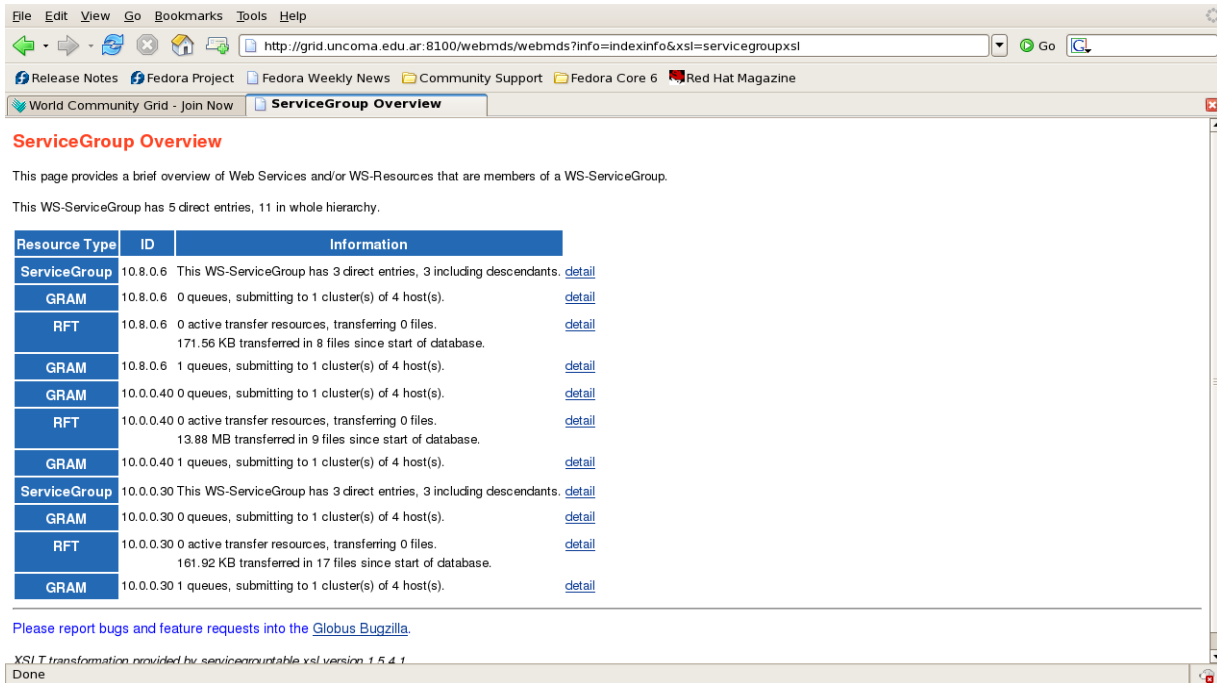 File Edit View Go Bookmarks Tools Help
http://grid.uncoma.edu.ar:8100/webmds/webmds?info=indexinfo&xsl=servicegroupxsl Go G
Release Notes Fedora Project Fedora Weekly News Community Support Fedora Core 6 Red Hat Magazine
World Community Grid - Join Now ServiceGroup Overview
ServiceGroup Overview
This page provides a brief overview of Web Services and/or WS-Resources that are members of a WS-ServiceGroup.
This WS-ServiceGroup has 5 direct entries, 11 in whole hierarchy.
Resource Type ID Information
ServiceGroup 10.8.0.6 This WS-ServiceGroup has 3 direct entries, 3 including descendants. detail
GRAM 10.8.0.6 0 queues, submitting to 1 cluster(s) of 4 host(s). detail
RFT 10.8.0.6 0 active transfer resources, transferring 0 files. detail
171.56 KB transferred in 8 files since start of database.
GRAM 10.8.0.6 1 queues, submitting to 1 cluster(s) of 4 host(s). detail
GRAM 10.0.0.40 0 queues, submitting to 1 cluster(s) of 4 host(s). detail
RFT 10.0.0.40 0 active transfer resources, transferring 0 files. detail
13.88 MB transferred in 9 files since start of database.
GRAM 10.0.0.40 1 queues, submitting to 1 cluster(s) of 4 host(s). detail
ServiceGroup 10.0.0.30 This WS-ServiceGroup has 3 direct entries, 3 including descendants. detail
GRAM 10.0.0.30 0 queues, submitting to 1 cluster(s) of 4 host(s). detail
RFT 10.0.0.30 0 active transfer resources, transferring 0 files. detail
161.92 KB transferred in 17 files since start of database.
GRAM 10.0.0.30 1 queues, submitting to 1 cluster(s) of 4 host(s). detail
Please report bugs and feature requests into the Globus Bugzilla.
XSLT transformation provided by servicegrouptable.xsl version 1.5.4.1
Done